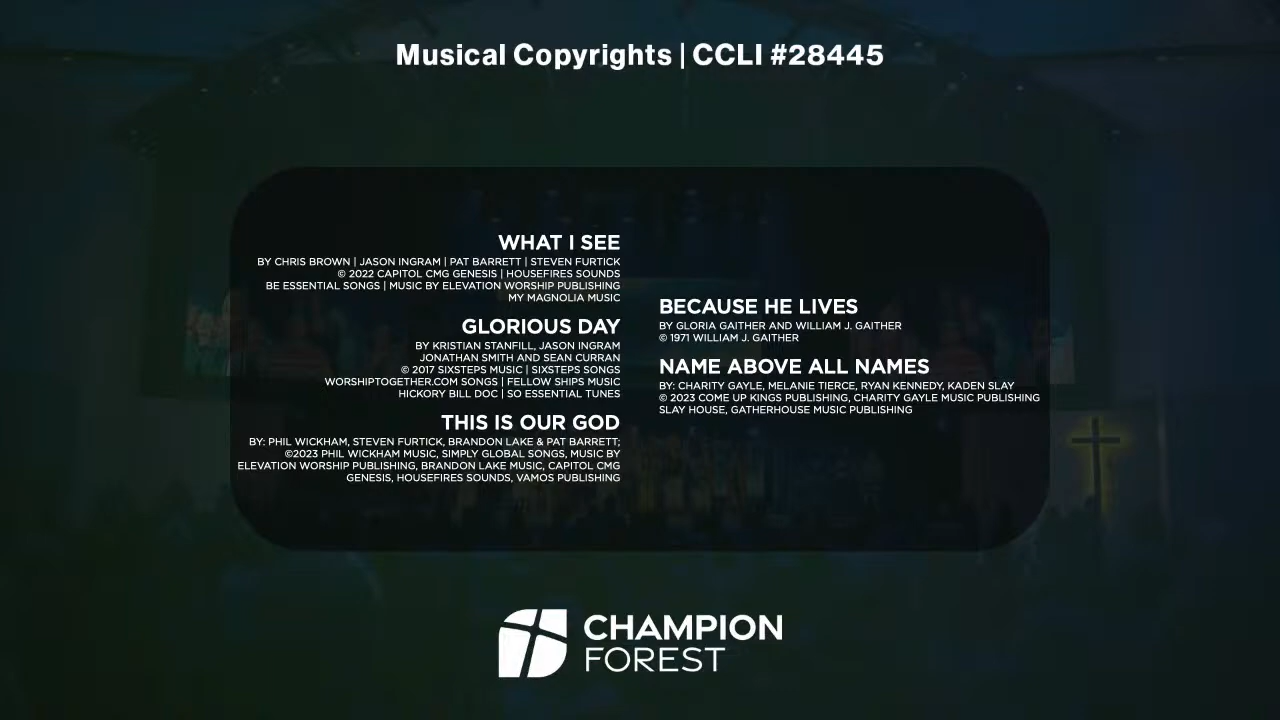 Musical Copyrights | CCLI #28445
WHAT I SEE
BY CHRIS BROWN | JASON INGRAM | PAT BARRETT | STEVEN FURTICK
© 2022 CAPITOL CMG GENESIS | HOUSEFIRES SOUNDS
BE ESSENTIAL SONGS | MUSIC BY ELEVATION WORSHIP PUBLISHING
MY MAGNOLIA MUSIC
GLORIOUS DAY
BY KRISTIAN STANFILL, JASON INGRAM
JONATHAN SMITH AND SEAN CURRAN
© 2017 SIXSTEPS MUSIC | SIXSTEPS SONGS
WORSHIPTOGETHER.COM SONGS | FELLOW SHIPS MUSIC
HICKORY BILL DOC | SO ESSENTIAL TUNES
THIS IS OUR GOD
BY: PHIL WICKHAM, STEVEN FURTICK, BRANDON LAKE & PAT BARRETT;
©2023 PHIL WICKHAM MUSIC, SIMPLY GLOBAL SONGS, MUSIC BY
ELEVATION WORSHIP PUBLISHING, BRANDON LAKE MUSIC, CAPITOL CMG
GENESIS, HOUSEFIRES SOUNDS, VAMOS PUBLISHING
BECAUSE HE LIVES
BY GLORIA GAITHER AND WILLIAM J. GAITHER
© 1971 WILLIAM J. GAITHER
NAME ABOVE ALL NAMES
BY: CHARITY GAYLE, MELANIE TIERCE, RYAN KENNEDY, KADEN SLAY
© 2023 COME UP KINGS PUBLISHING, CHARITY GAYLE MUSIC PUBLISHING
SLAY HOUSE, GATHERHOUSE MUSIC PUBLISHING
CHAMPION
FOREST